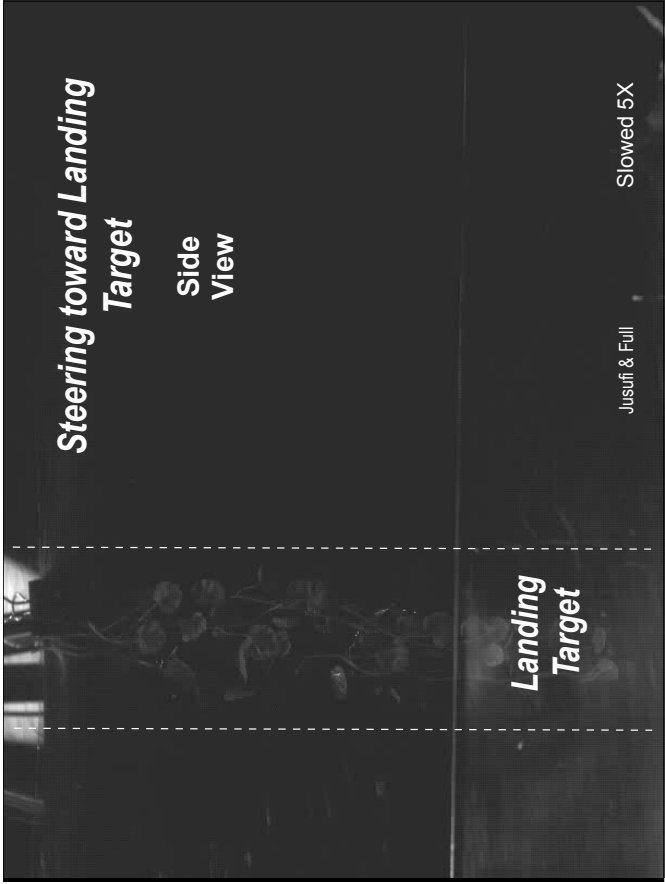 Steering toward Landing
Target
Side
View
Landing
Target
Jusufi & Full
Slowed 5X